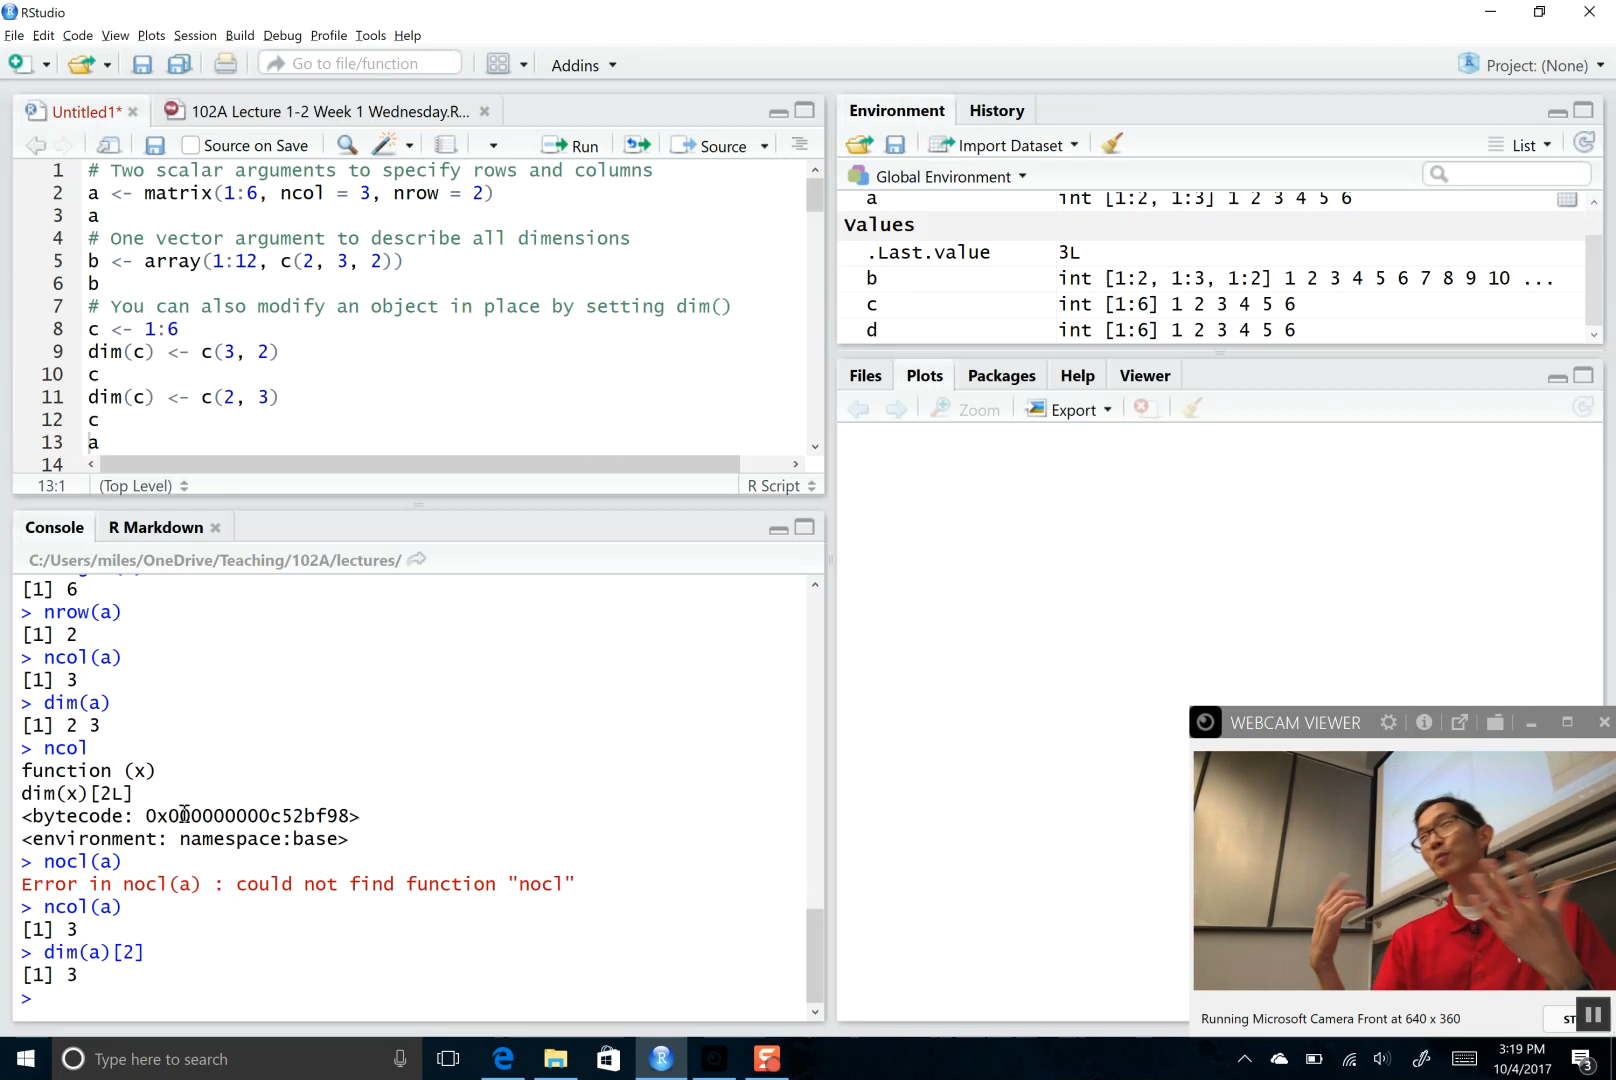 RStudio
File Edit Code View Plots Session Build Debug Profile Tools Help
Go to file/function Addins Project: (None)
Untitled1* 102A Lecture 1-2 Week 1 Wednesday.R...
Source on Save Run Source
1 # Two scalar arguments to specify rows and columns
2 a <- matrix(1:6, ncol = 3, nrow = 2)
3 a
4 # One vector argument to describe all dimensions
5 b <- array(1:12, c(2, 3, 2))
6 b
7 # You can also modify an object in place by setting dim()
8 c <- 1:6
9 dim(c) <- c(3, 2)
10 c
11 dim(c) <- c(2, 3)
12 c
13 a
14
13:1 (Top Level) R Script
Console R Markdown
C:/Users/miles/OneDrive/Teaching/102A/lectures/
[1] 6
> nrow(a)
[1] 2
> ncol(a)
[1] 3
> dim(a)
[1] 2 3
> ncol
function (x)
dim(x)[2L]
<bytecode: 0x000000000c52bf98>
<environment: namespace:base>
> nocl(a)
Error in nocl(a) : could not find function "nocl"
> ncol(a)
[1] 3
> dim(a)[2]
[1] 3
>
Environment History
Import Dataset List
Global Environment
a int [1:2, 1:3] 1 2 3 4 5 6
Values
.Last.value 3L
b int [1:2, 1:3, 1:2] 1 2 3 4 5 6 7 8 9 10 ...
c int [1:6] 1 2 3 4 5 6
d int [1:6] 1 2 3 4 5 6
Files Plots Packages Help Viewer
Zoom Export
WEBCAM VIEWER
Running Microsoft Camera Front at 640 x 360 ST
Type here to search
3:19 PM
10/4/2017
3